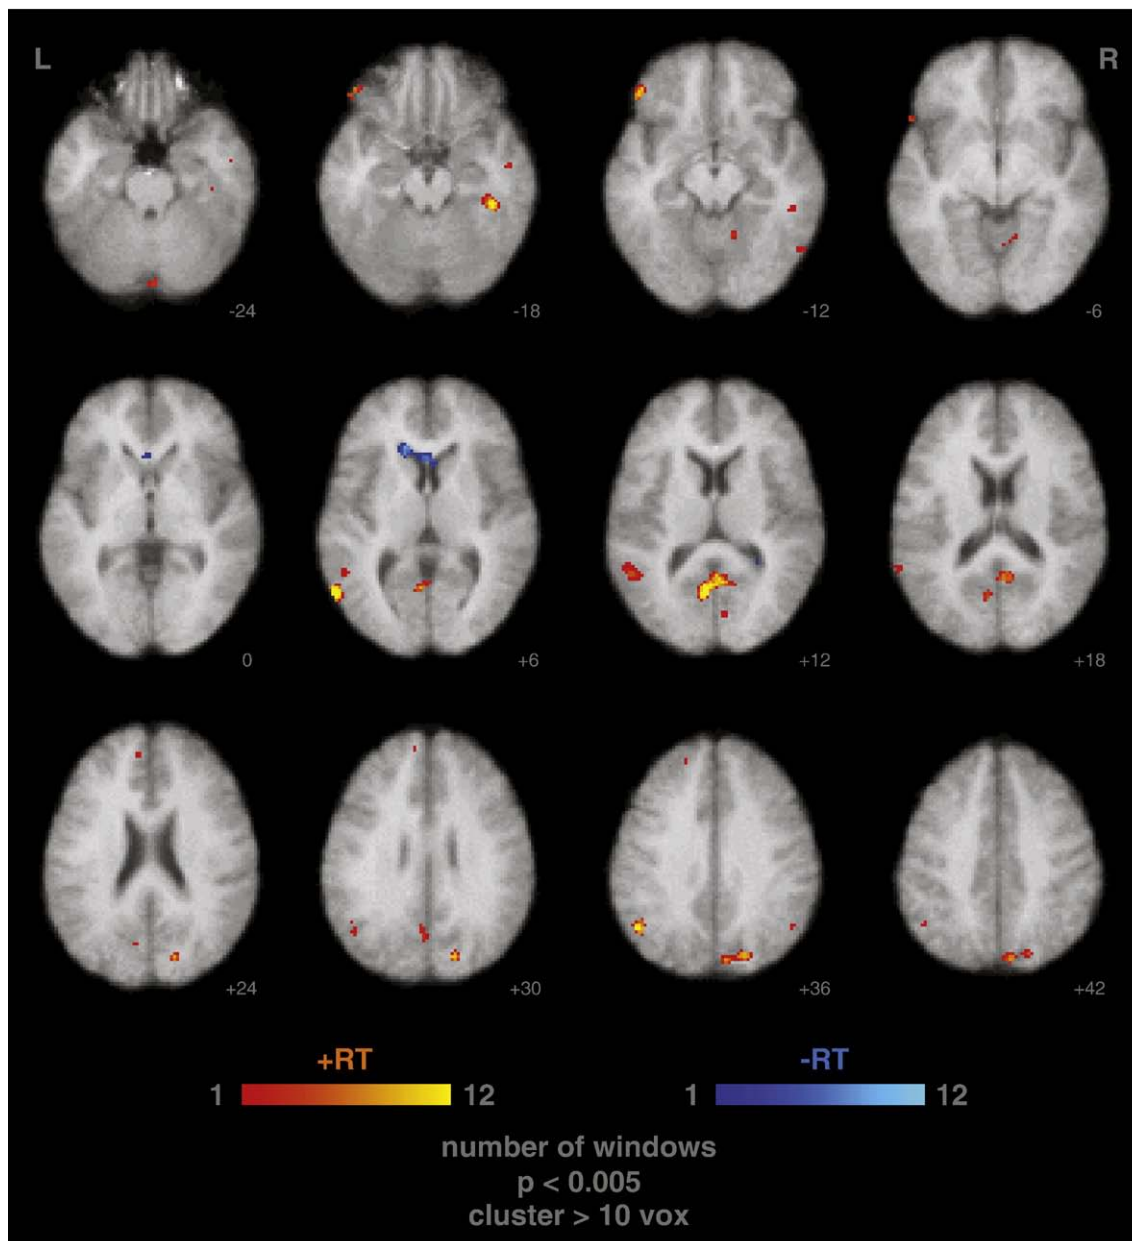 L R
-24 -18 -12 -6
0 +6 +12 +18
+24 +30 +36 +42
+RT -RT
1 12 1 12
number of windows
p < 0.005
cluster > 10 vox